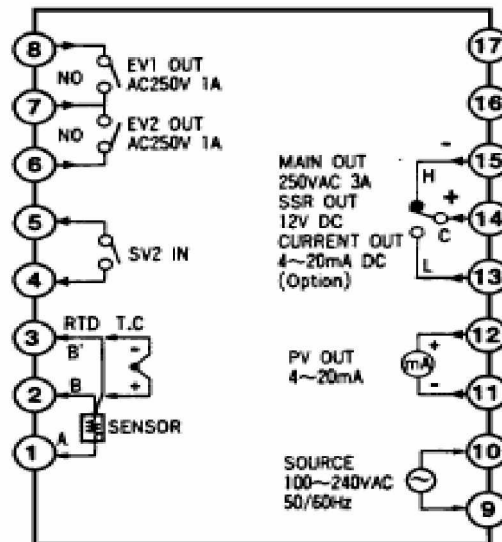 8
7
6
5
4
3
2
1
NO
EV1 OUT
AC250V 1A
NO
EV2 OUT
AC250V 1A
SV2 IN
RTD T.C
B'
B
A
-
+
SENSOR
17
16
15
14
13
12
11
10
9
MAIN OUT
250VAC 3A
SSR OUT
12V DC
CURRENT OUT
4~20mA DC
(Option)
-
H
+
C
L
PV OUT
4~20mA
+
mA
-
SOURCE
100~240VAC
50/60Hz